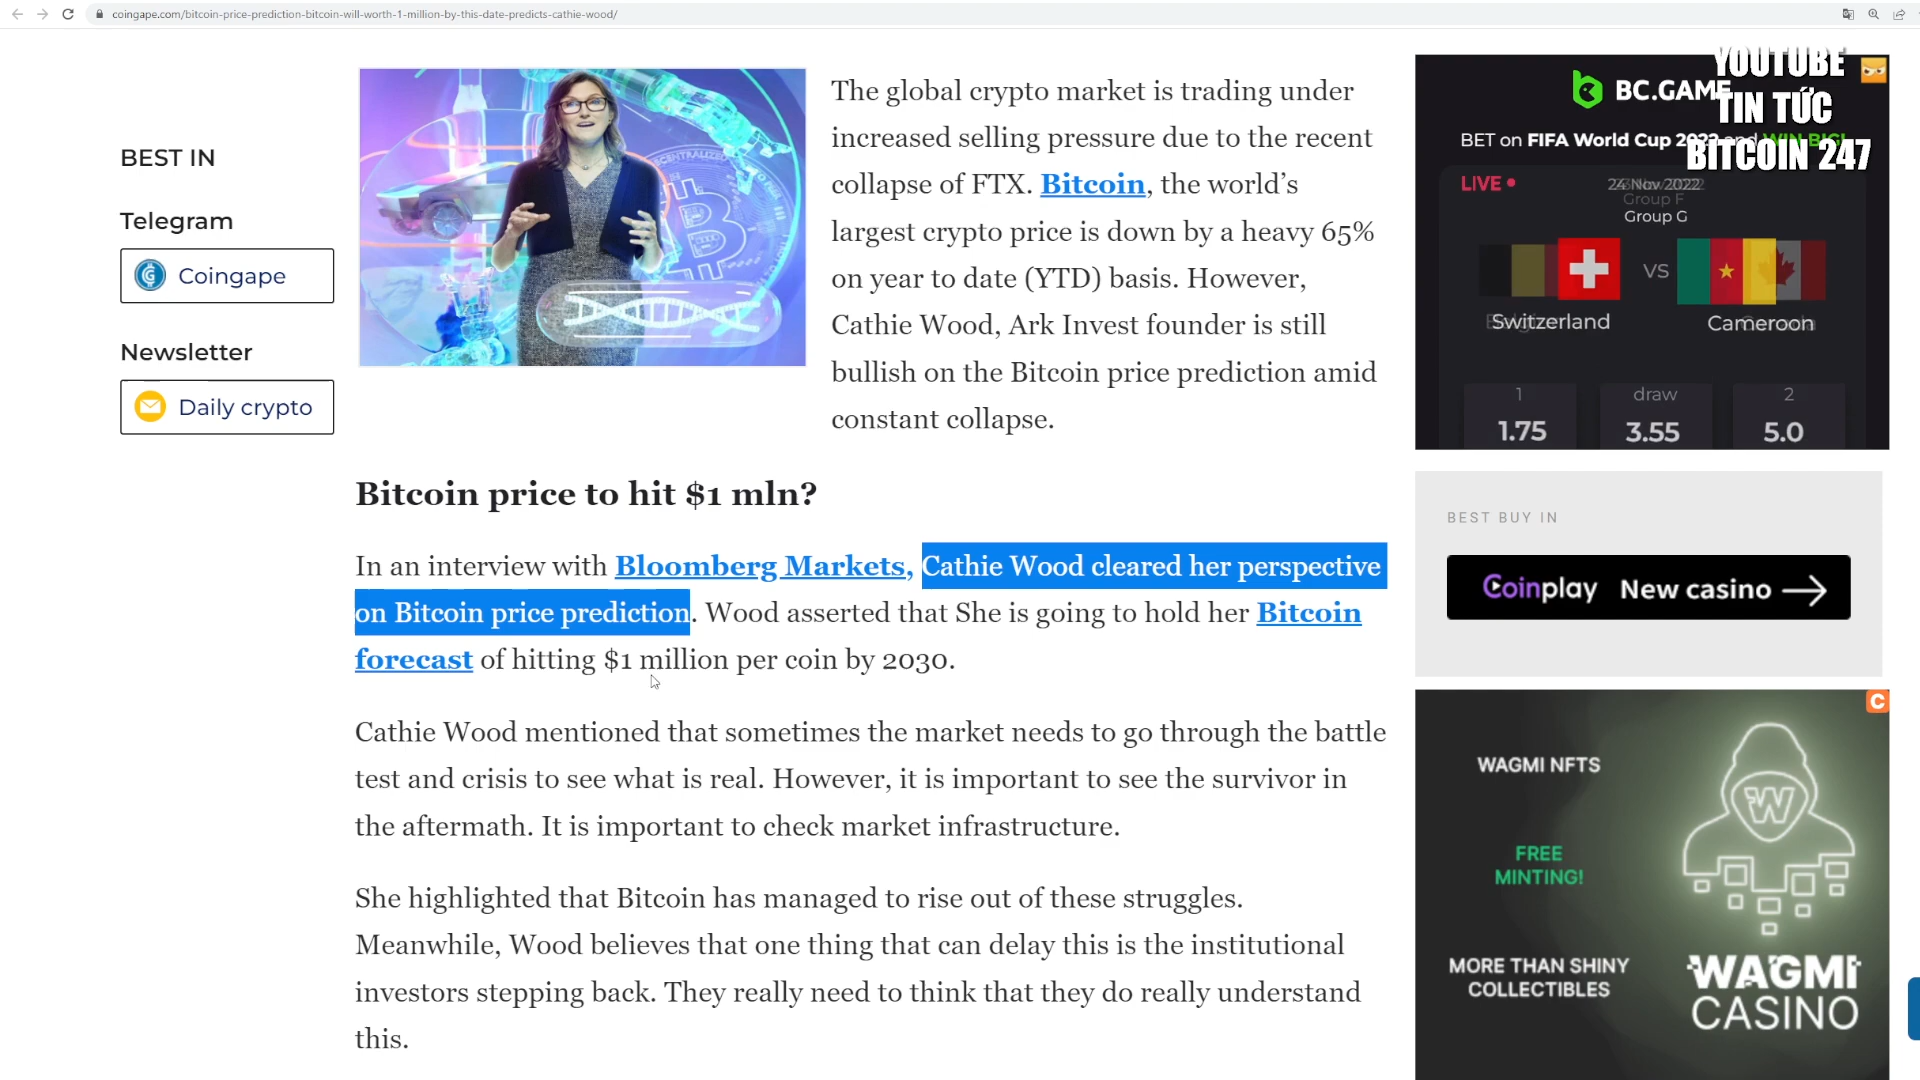 coingape.com/bitcoin-price-prediction-bitcoin-will-worth-1-million-by-this-date-predicts-cathie-wood/
BEST IN
Telegram
Coingape
Newsletter
Daily crypto
CENTRALIZED
The global crypto market is trading under
increased selling pressure due to the recent
collapse of FTX. Bitcoin, the world’s
largest crypto price is down by a heavy 65%
on year to date (YTD) basis. However,
Cathie Wood, Ark Invest founder is still
bullish on the Bitcoin price prediction amid
constant collapse.
Bitcoin price to hit $1 mln?
In an interview with Bloomberg Markets, Cathie Wood cleared her perspective
on Bitcoin price prediction. Wood asserted that She is going to hold her Bitcoin
forecast of hitting $1 million per coin by 2030.
Cathie Wood mentioned that sometimes the market needs to go through the battle
test and crisis to see what is real. However, it is important to see the survivor in
the aftermath. It is important to check market infrastructure.
She highlighted that Bitcoin has managed to rise out of these struggles.
Meanwhile, Wood believes that one thing that can delay this is the institutional
investors stepping back. They really need to think that they do really understand
this.
YOUTUBE
TIN TỨC
BITCOIN 247
BC.GAME
BET on FIFA World Cup 2022 and WIN BIG!
LIVE
24 Nov 2022
Group F
Group G
VS
Switzerland
Cameroon
1
draw
2
1.75
3.55
5.0
BEST BUY IN
Coinplay New casino
C
WAGMI NFTS
FREE
MINTING!
MORE THAN SHINY
COLLECTIBLES
W
WAGMI
CASINO